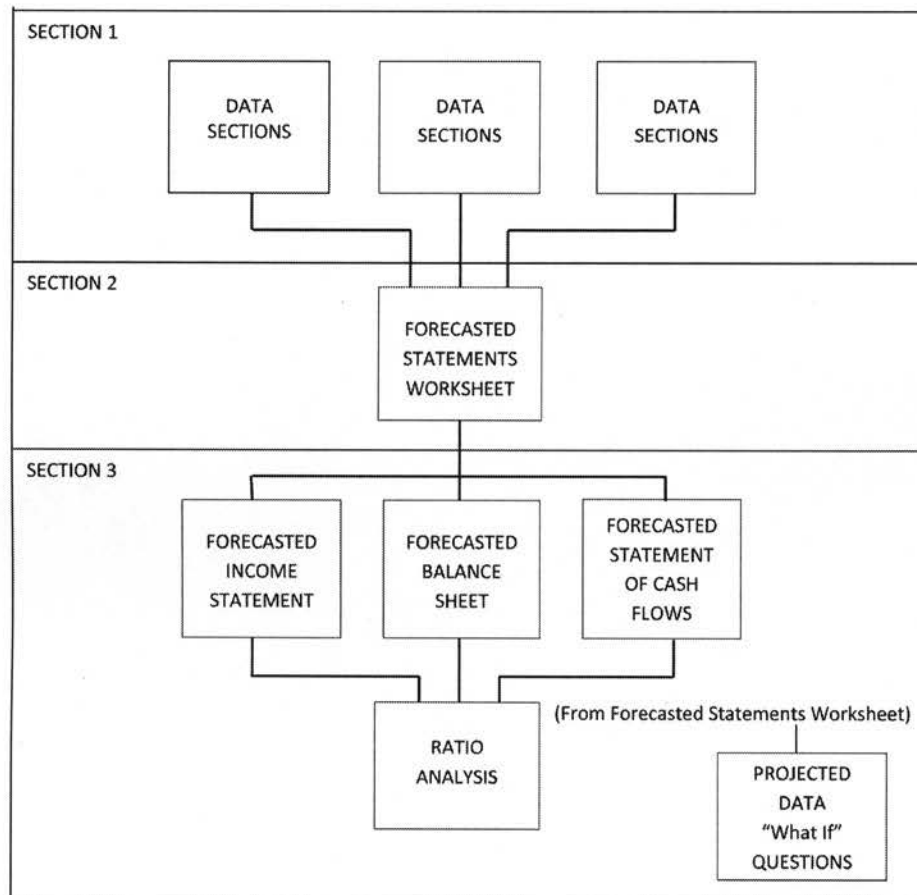 SECTION 1
DATA
SECTIONS
DATA
SECTIONS
DATA
SECTIONS
SECTION 2
FORECASTED
STATEMENTS
WORKSHEET
SECTION 3
FORECASTED
INCOME
STATEMENT
FORECASTED
BALANCE
SHEET
FORECASTED
STATEMENT
OF CASH
FLOWS
RATIO
ANALYSIS
(From Forecasted Statements Worksheet)
PROJECTED
DATA
“What If”
QUESTIONS